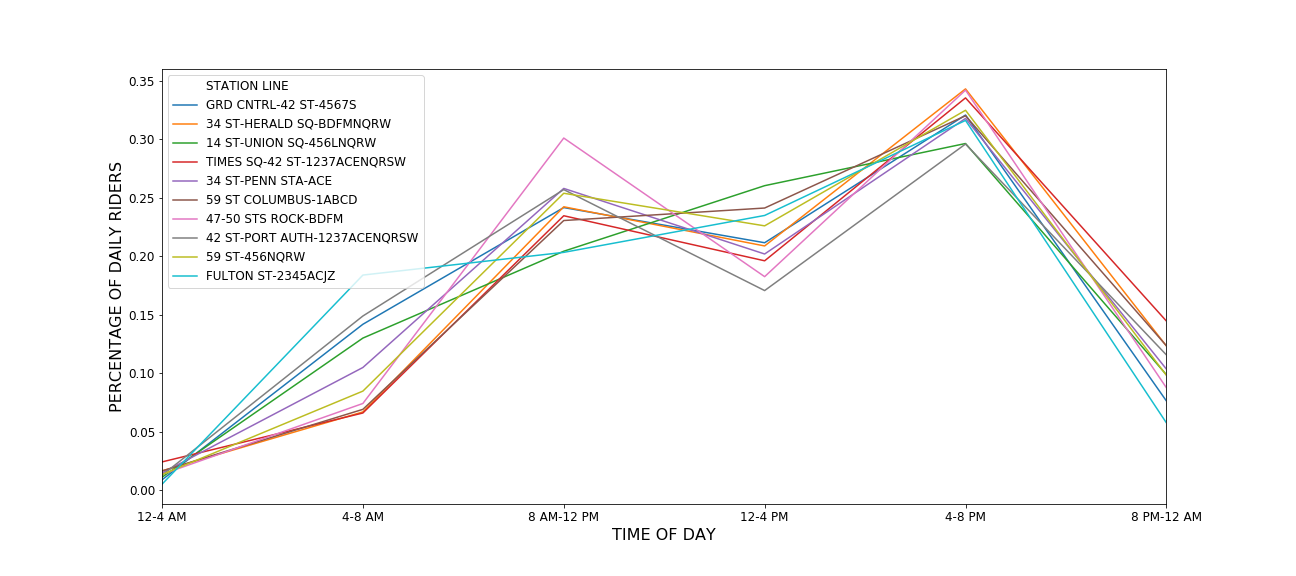 STATION LINE
GRD CNTRL-42 ST-4567S
34 ST-HERALD SQ-BDFMNQRW
14 ST-UNION SQ-456LNQRW
TIMES SQ-42 ST-1237ACENQRSW
34 ST-PENN STA-ACE
59 ST COLUMBUS-1ABCD
47-50 STS ROCK-BDFM
42 ST-PORT AUTH-1237ACENQRSW
59 ST-456NQRW
FULTON ST-2345ACJZ
PERCENTAGE OF DAILY RIDERS
0.35
0.30
0.25
0.20
0.15
0.10
0.05
0.00
12-4 AM 4-8 AM 8 AM-12 PM 12-4 PM 4-8 PM 8 PM-12 AM
TIME OF DAY